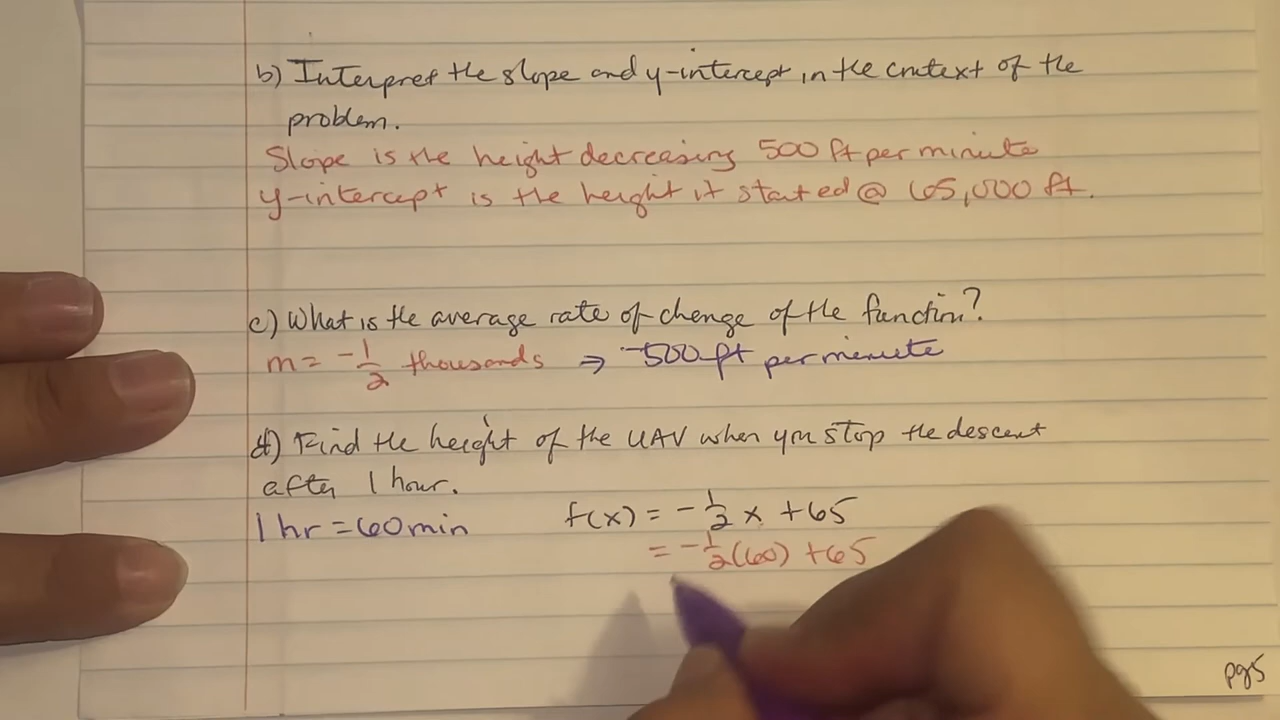 b) Interpret the slope and y-intercept in the context of the
problem.
Slope is the height decreasing 500 ft per minute
y-intercept is the height it started @ 65,000 ft.
c) What is the average rate of change of the function?
m = -1/2 thousands ⇒ -500 ft per minute
d) Find the height of the UAV when you stop the descent
after 1 hour.
1 hr = 60 min
f(x) = -1/2 x + 65
= -1/2(60) + 65
pg5